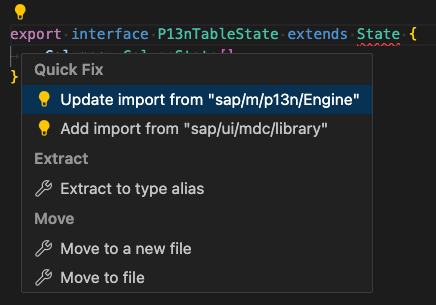 export interface P13nTableState extends State {
}
Quick Fix
Update import from "sap/m/p13n/Engine"
Add import from "sap/ui/mdc/library"
Extract
Extract to type alias
Move
Move to a new file
Move to file